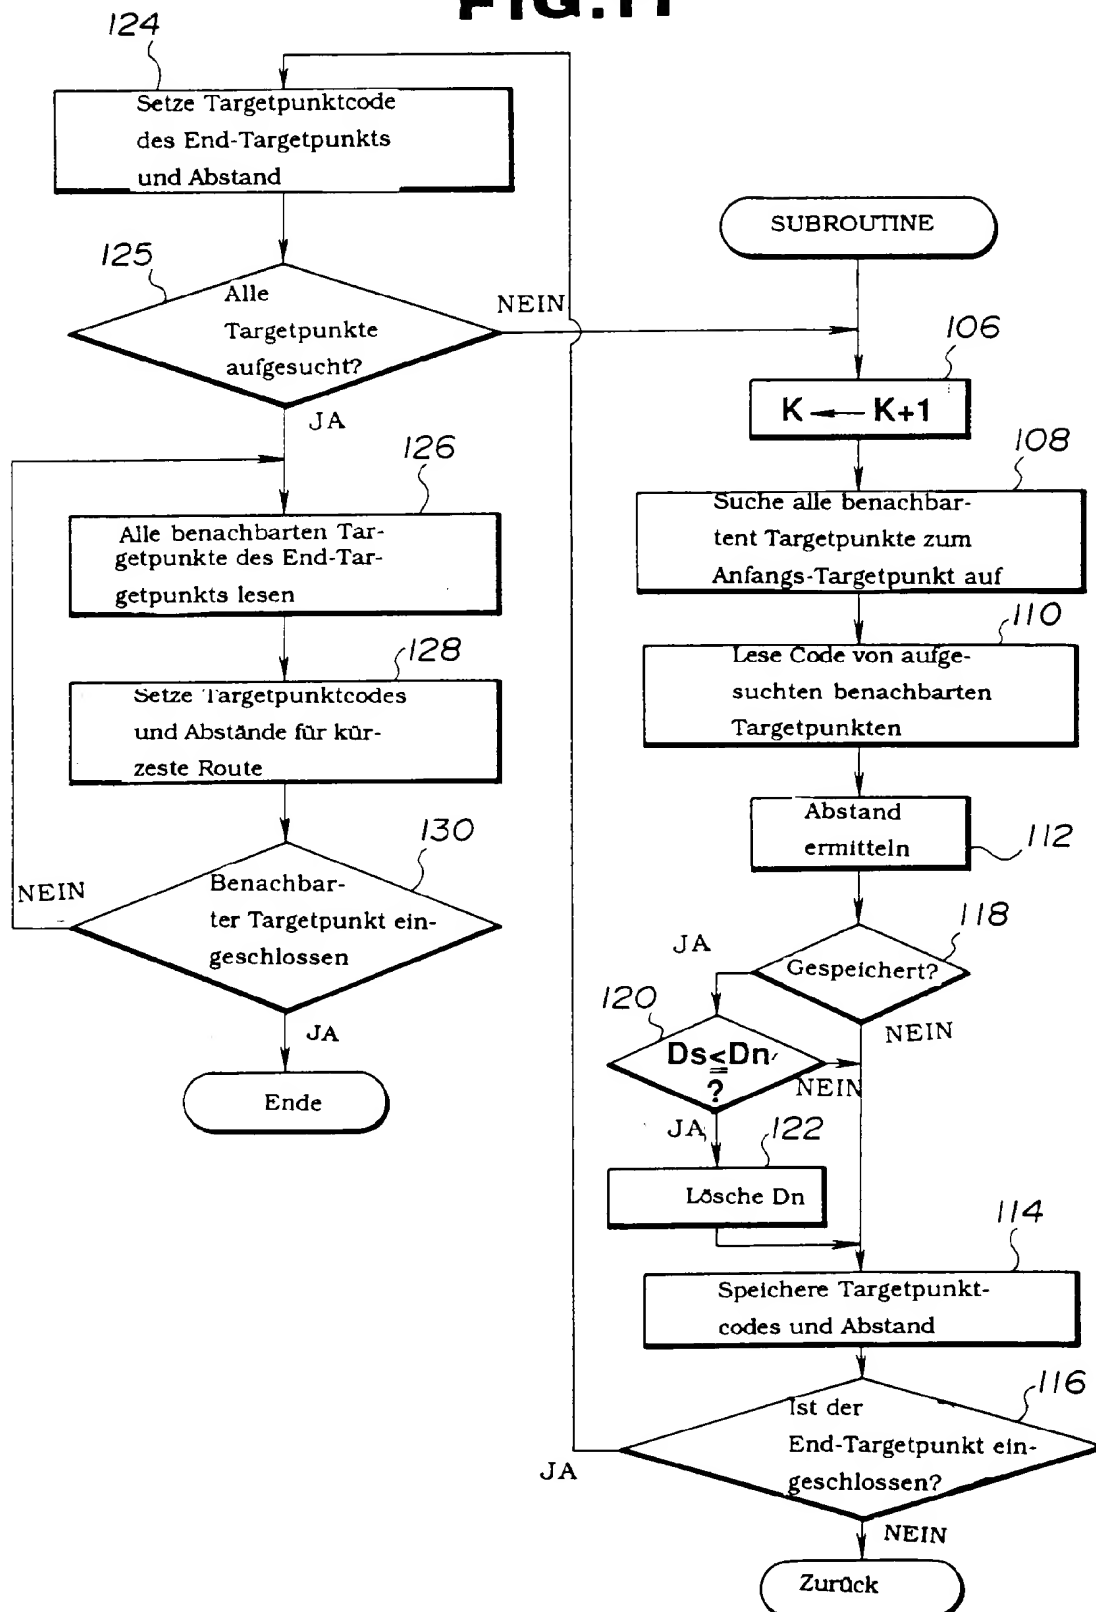 FIG.11
124
Setze Targetpunktcode
des End-Targetpunkts
und Abstand
125
Alle
Targetpunkte
aufgesucht?
NEIN
JA
126
Alle benachbarten Tar-
getpunkte des End-Tar-
getpunkts lesen
128
Setze Targetpunktcodes
und Abstände für kür-
zeste Route
130
Benachbar-
ter Targetpunkt ein-
geschlossen
NEIN
JA
Ende
SUBROUTINE
106
K ← K+1
108
Suche alle benachbar-
tent Targetpunkte zum
Anfangs-Targetpunkt auf
110
Lese Code von aufge-
suchten benachbarten
Targetpunkten
Abstand
ermitteln
112
118
Gespeichert?
JA
NEIN
120
Ds≦Dn
?
NEIN
JA
122
Lösche Dn
114
Speichere Targetpunkt-
codes und Abstand
116
Ist der
End-Targetpunkt ein-
geschlossen?
JA
NEIN
Zurück